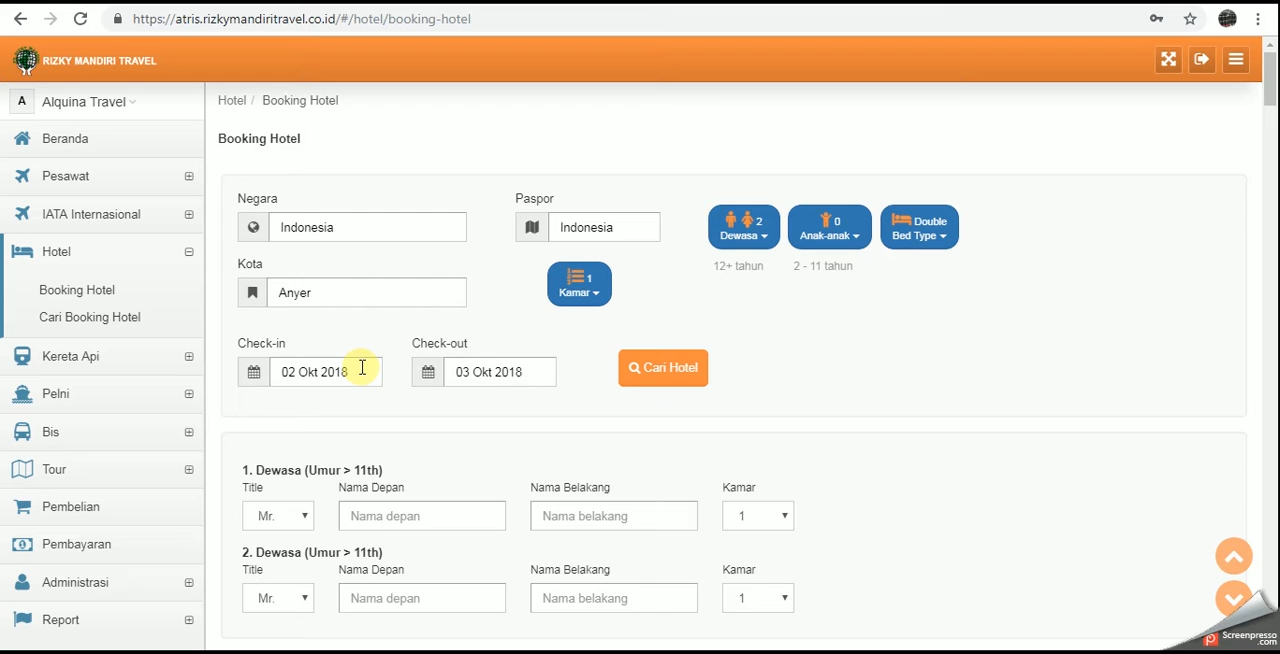 https://atris.rizkymandiritravel.co.id/#/hotel/booking-hotel
RIZKY MANDIRI TRAVEL
A Alquina Travel
Beranda
Pesawat
IATA Internasional
Hotel
Booking Hotel
Cari Booking Hotel
Kereta Api
Pelni
Bis
Tour
Pembelian
Pembayaran
Administrasi
Report
Hotel / Booking Hotel
Booking Hotel
Negara
Indonesia
Paspor
Indonesia
2
Dewasa
12+ tahun
0
Anak-anak
2 - 11 tahun
Double
Bed Type
Kota
Anyer
1
Kamar
Check-in
02 Okt 2018
Check-out
03 Okt 2018
Cari Hotel
1. Dewasa (Umur > 11th)
Title Nama Depan Nama Belakang Kamar
Mr. Nama depan Nama belakang 1
2. Dewasa (Umur > 11th)
Title Nama Depan Nama Belakang Kamar
Mr. Nama depan Nama belakang 1
Screenpresso
.com